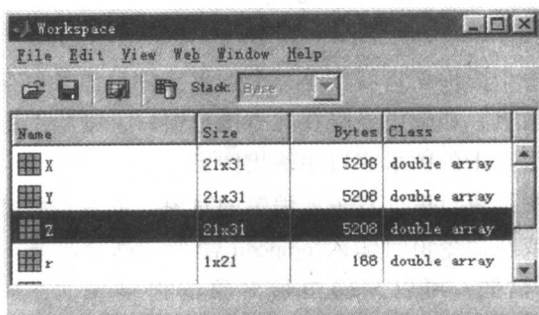 Workspace
File Edit View Web Window Help
Stack: Base
Name Size Bytes Class
X 21x31 5208 double array
Y 21x31 5208 double array
Z 21x31 5208 double array
r 1x21 168 double array